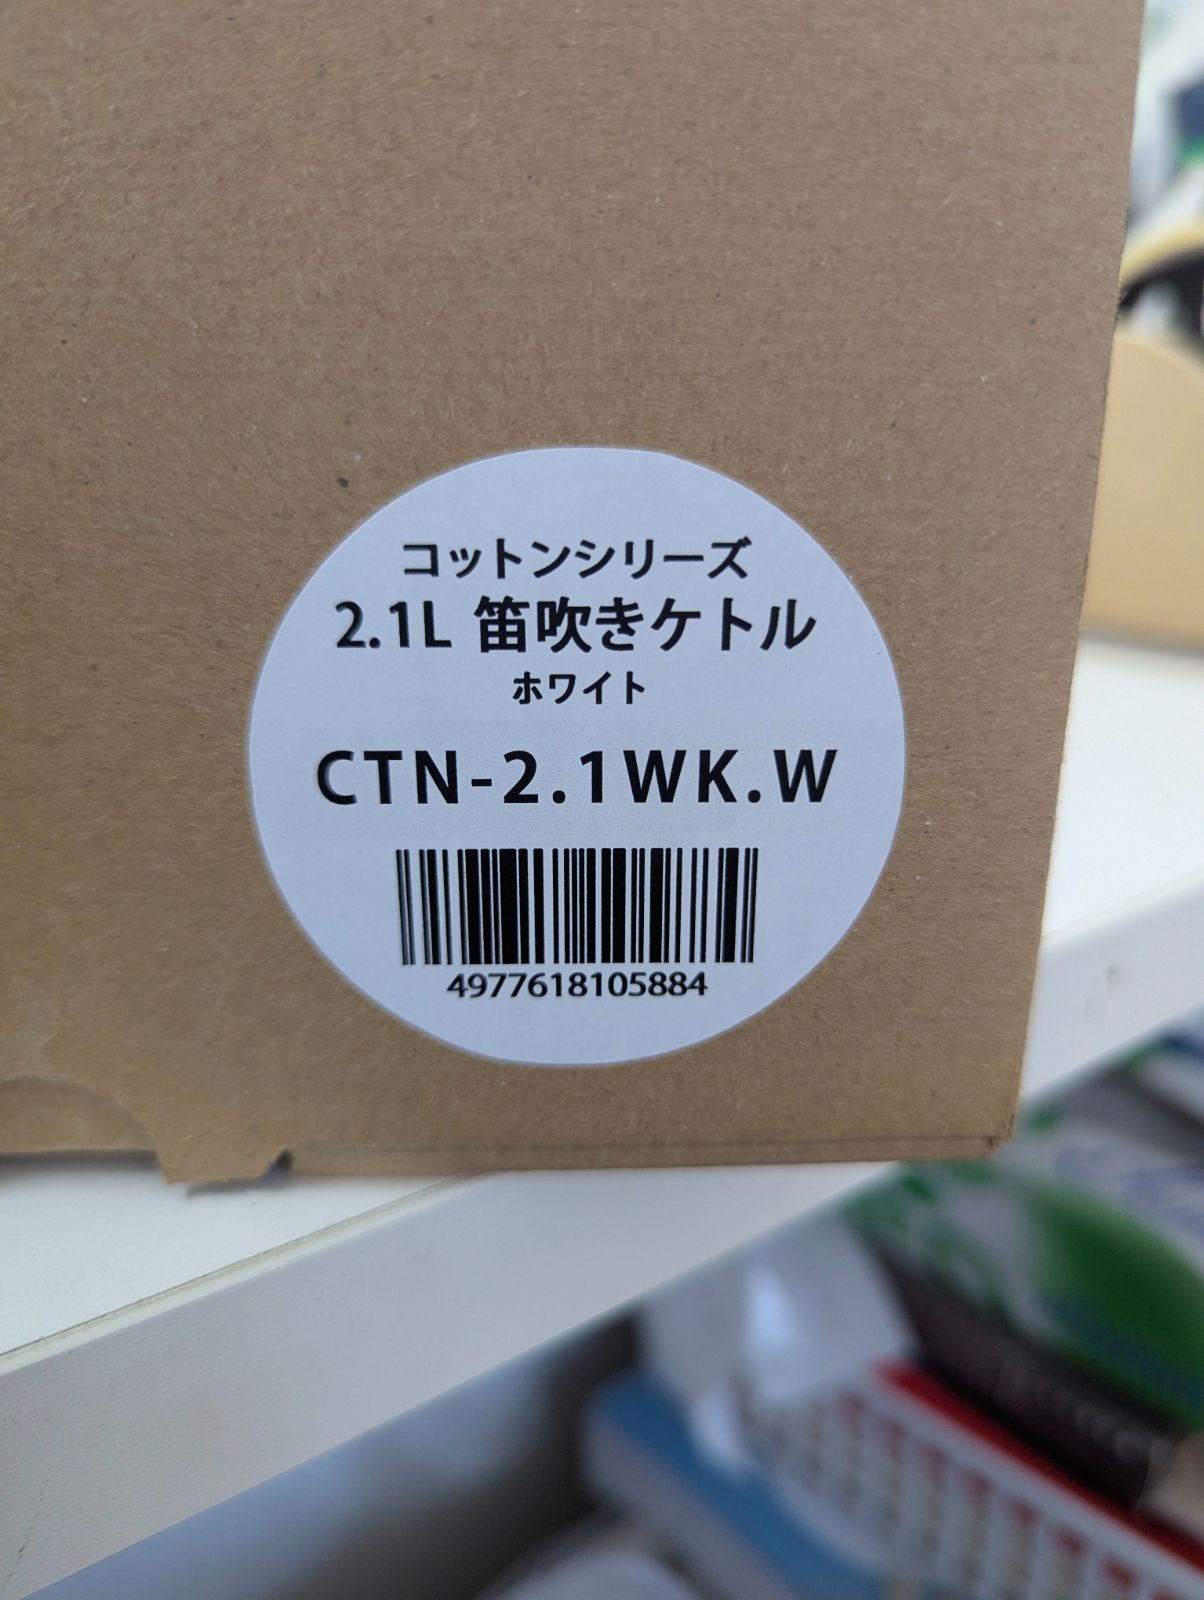 コットンシリーズ
2.1L 笛吹きケトル
ホワイト
CTN-2.1WK.W
4977618105884